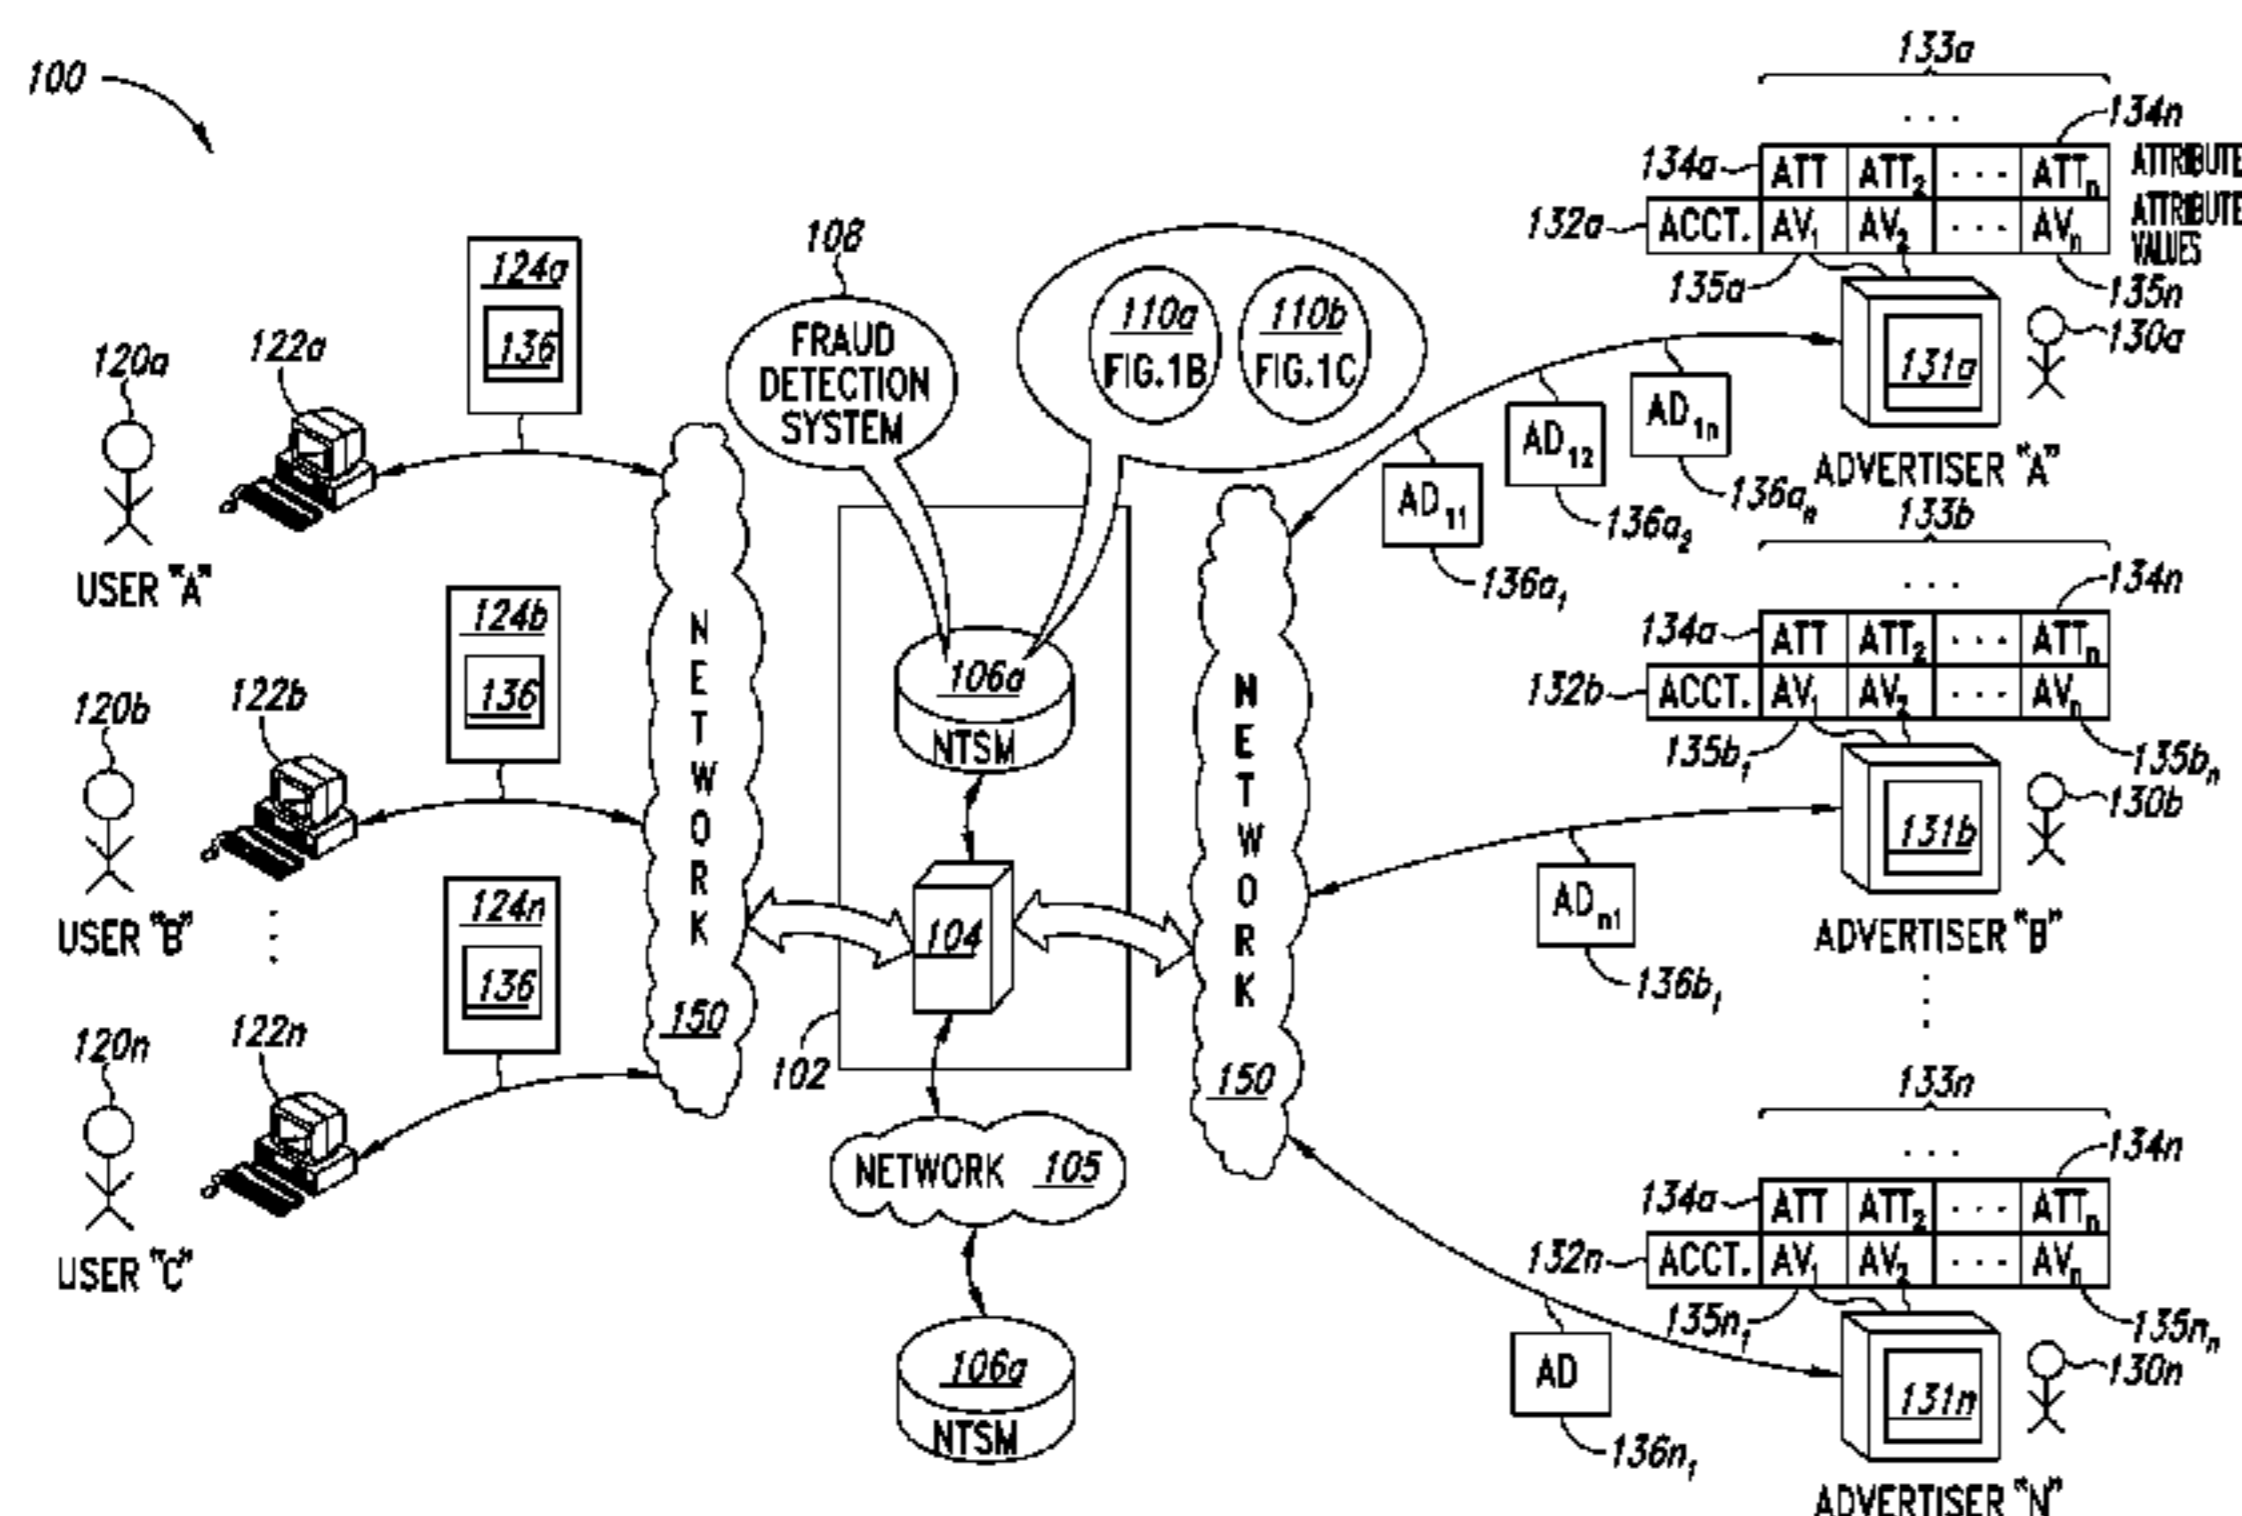 100
120a
USER "A"
122a
124a
136
120b
USER "B"
122b
124b
136
120n
USER "C"
122n
124n
136
NETWORK
150
108
FRAUD
DETECTION
SYSTEM
110a
FIG.1B
110b
FIG.1C
106a
NTSM
104
102
NETWORK 105
106a
NTSM
NETWORK
150
133a
. . .
134n
134a ATT ATT2 ... ATTn ATTRIBUTE
132a ACCT. AV1 AV2 ... AVn ATTRIBUTE
VALUES
135a
135n
131a
130a
ADVERTISER "A"
AD11
136a1
AD12
136a2
AD1n
136an
133b
. . .
134n
134a ATT ATT2 ... ATTn
132b ACCT. AV1 AV2 ... AVn
135b1
135bn
131b
130b
ADVERTISER "B"
ADn1
136b1
133n
. . .
134n
134a ATT ATT2 ... ATTn
132n ACCT. AV1 AV2 ... AVn
135n1
135nn
131n
130n
ADVERTISER "N"
AD
136n1